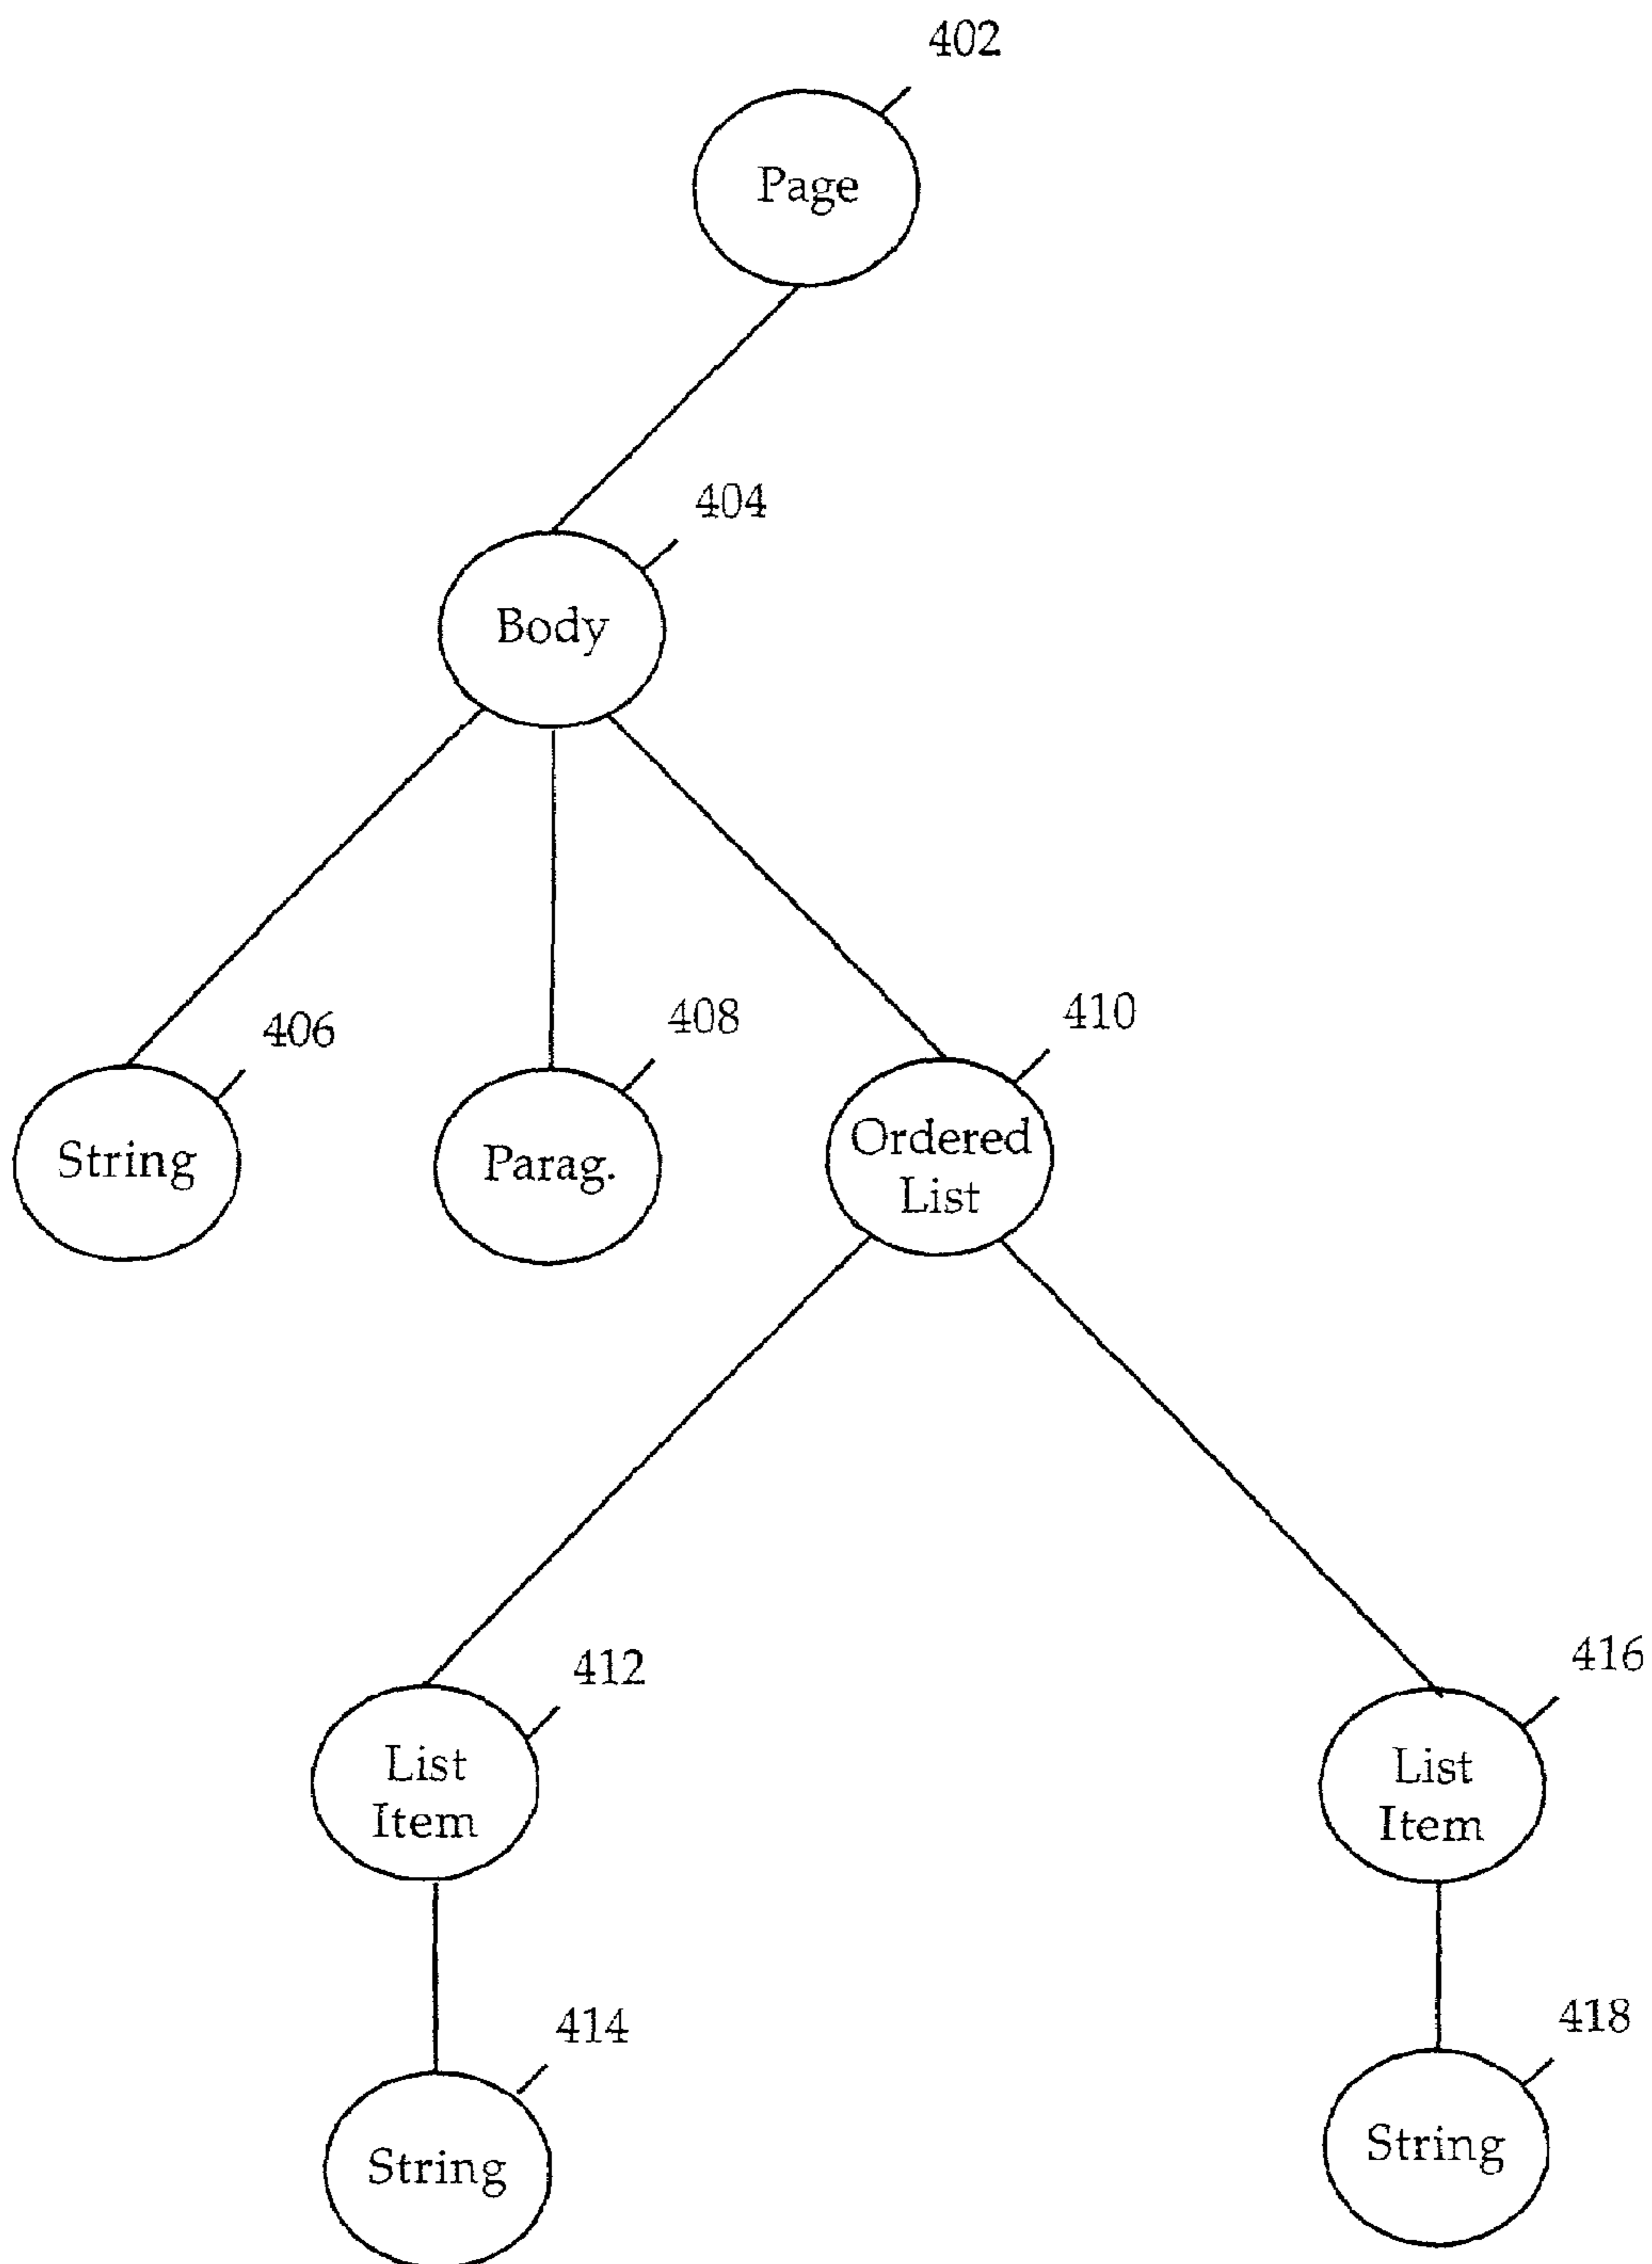 402
Page
404
Body
406
408
410
String
Parag.
Ordered
List
412
416
List
Item
List
Item
414
418
String
String